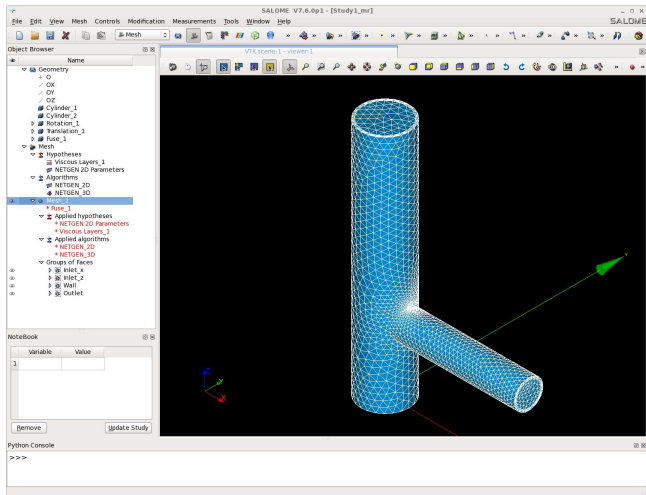 SALOME V7.6.0p1 - [Study1_mr]
File Edit View Mesh Controls Modification Measurements Tools Window Help
SALOME
Mesh
Object Browser
VTK scene:1 - viewer:1
Name
Geometry
O
OX
OY
OZ
Cylinder_1
Cylinder_2
Rotation_1
Translation_1
Fuse_1
Mesh
Hypotheses
Viscous Layers_1
NETGEN 2D Parameters
Algorithms
NETGEN_2D
NETGEN_3D
Mesh_1
* Fuse_1
Applied hypotheses
* NETGEN 2D Parameters
* Viscous Layers_1
Applied algorithms
* NETGEN_2D
* NETGEN_3D
Groups of Faces
Inlet_x
Inlet_z
Wall
Outlet
NoteBook
Variable Value
1
Remove Update Study
Z
Y
X
Y
Python Console
>>>